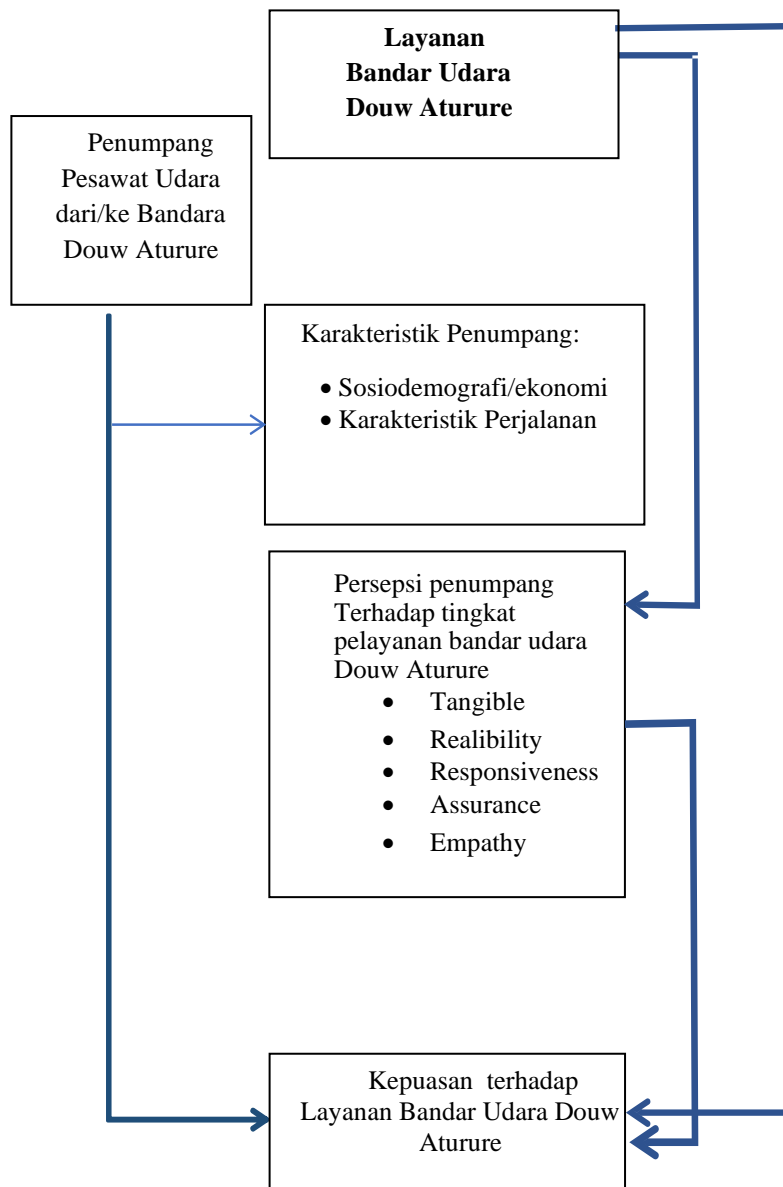 Layanan
Bandar Udara
Douw Aturure
Penumpang
Pesawat Udara
dari/ke Bandara
Douw Aturure
Karakteristik Penumpang:
• Sosiodemografi/ekonomi
• Karakteristik Perjalanan
Persepsi penumpang
Terhadap tingkat
pelayanan bandar udara
Douw Aturure
• Tangible
• Realibility
• Responsiveness
• Assurance
• Empathy
Kepuasan terhadap
Layanan Bandar Udara Douw
Aturure